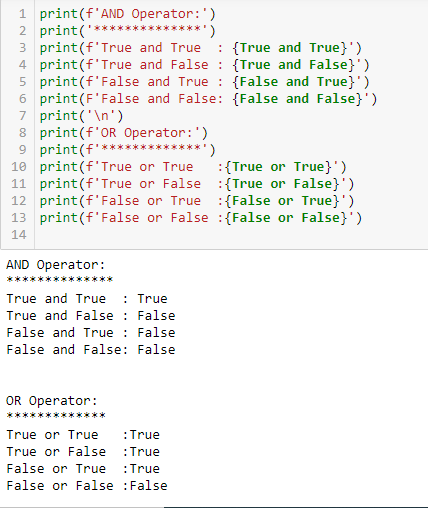 1 print(f'AND Operator:')
2 print('**************')
3 print(f'True and True  : {True and True}')
4 print(f'True and False : {True and False}')
5 print(f'False and True : {False and True}')
6 print(F'False and False: {False and False}')
7 print('\n')
8 print(f'OR Operator:')
9 print(f'*************')
10 print(f'True or True   :{True or True}')
11 print(f'True or False  :{True or False}')
12 print(f'False or True  :{False or True}')
13 print(f'False or False :{False or False}')
14
AND Operator:
**************
True and True  : True
True and False : False
False and True : False
False and False: False
OR Operator:
*************
True or True   :True
True or False  :True
False or True  :True
False or False :False